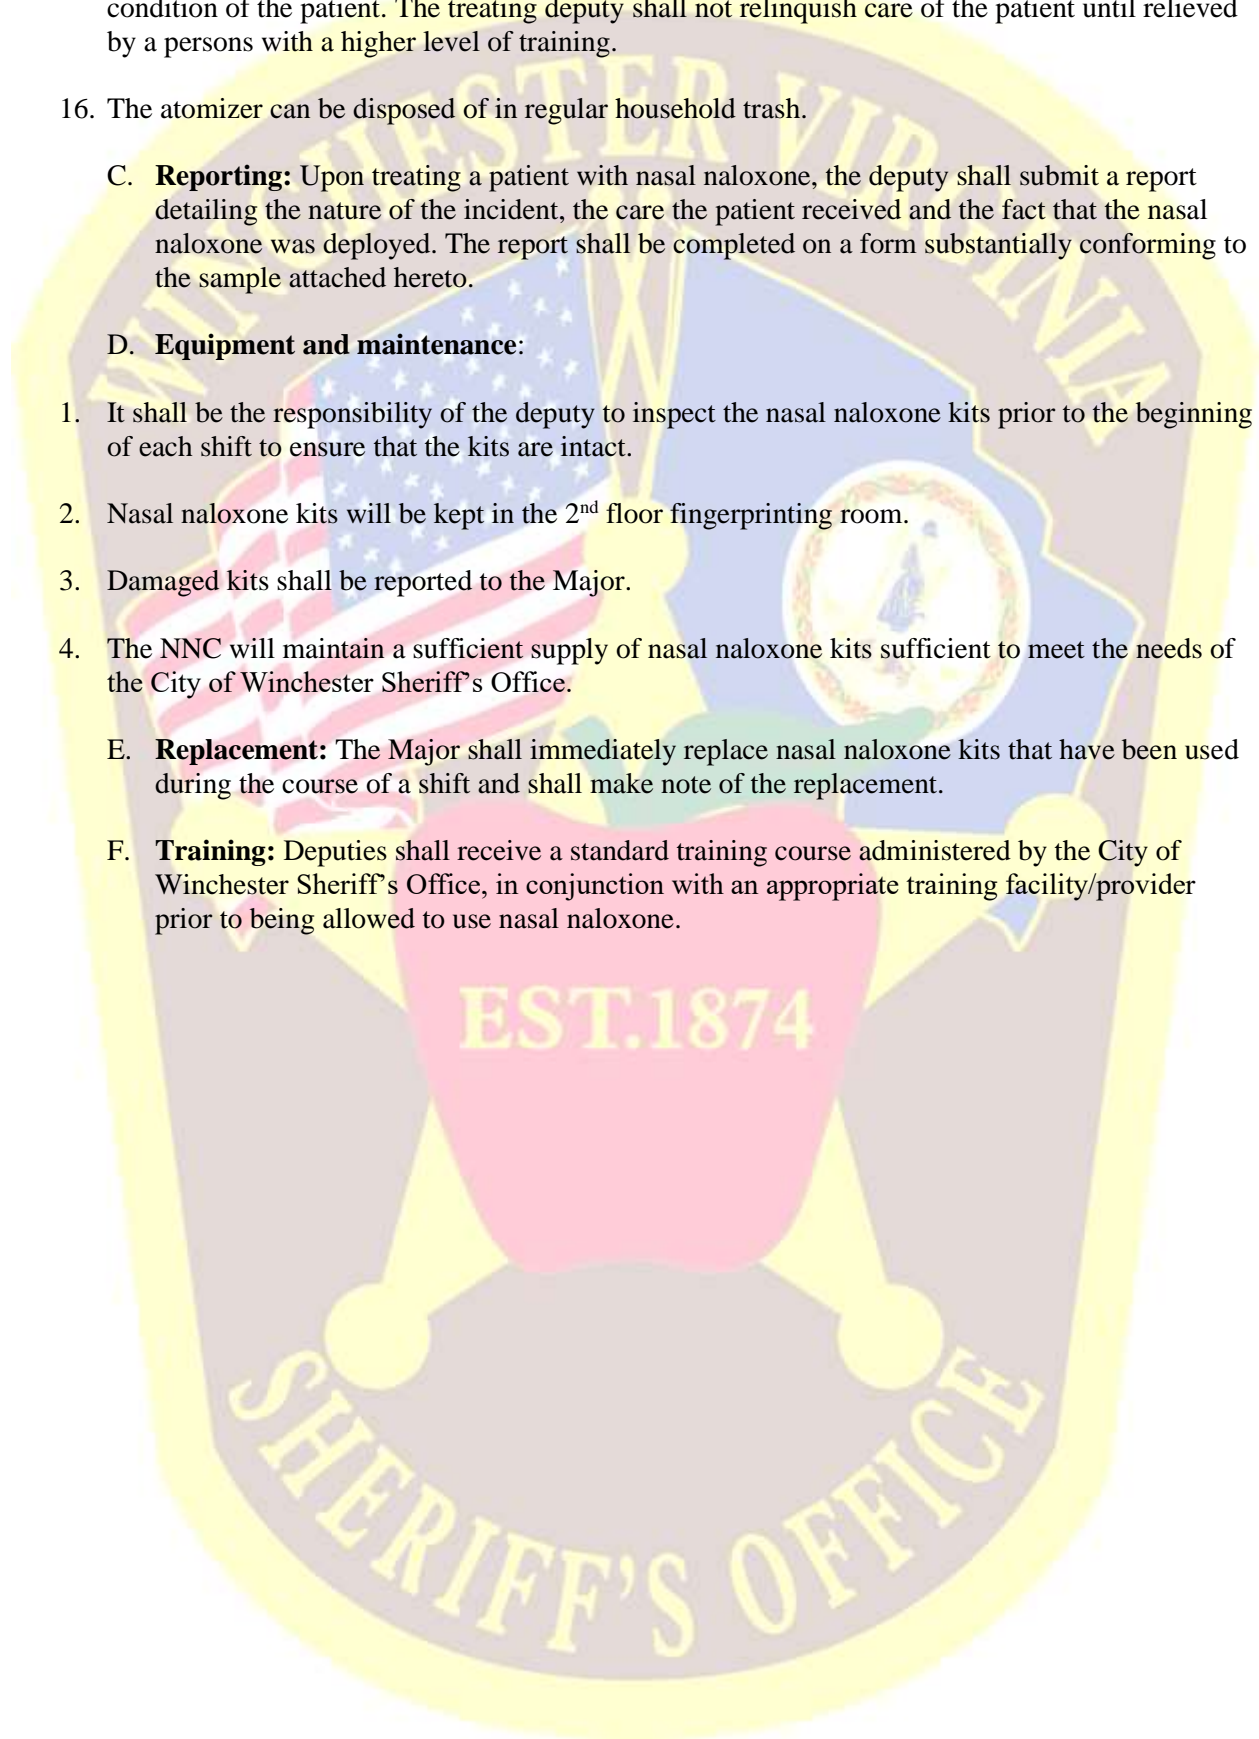 condition of the patient. The treating deputy shall not relinquish care of the patient until relieved
by a persons with a higher level of training.
16. The atomizer can be disposed of in regular household trash.
C. Reporting: Upon treating a patient with nasal naloxone, the deputy shall submit a report
detailing the nature of the incident, the care the patient received and the fact that the nasal
naloxone was deployed. The report shall be completed on a form substantially conforming to
the sample attached hereto.
D. Equipment and maintenance:
1. It shall be the responsibility of the deputy to inspect the nasal naloxone kits prior to the beginning
of each shift to ensure that the kits are intact.
2. Nasal naloxone kits will be kept in the 2nd floor fingerprinting room.
3. Damaged kits shall be reported to the Major.
4. The NNC will maintain a sufficient supply of nasal naloxone kits sufficient to meet the needs of
the City of Winchester Sheriff's Office.
E. Replacement: The Major shall immediately replace nasal naloxone kits that have been used
during the course of a shift and shall make note of the replacement.
F. Training: Deputies shall receive a standard training course administered by the City of
Winchester Sheriff's Office, in conjunction with an appropriate training facility/provider
prior to being allowed to use nasal naloxone.
WINCHESTER VIRGINIA
EST.1874
SHERIFF'S OFFICE